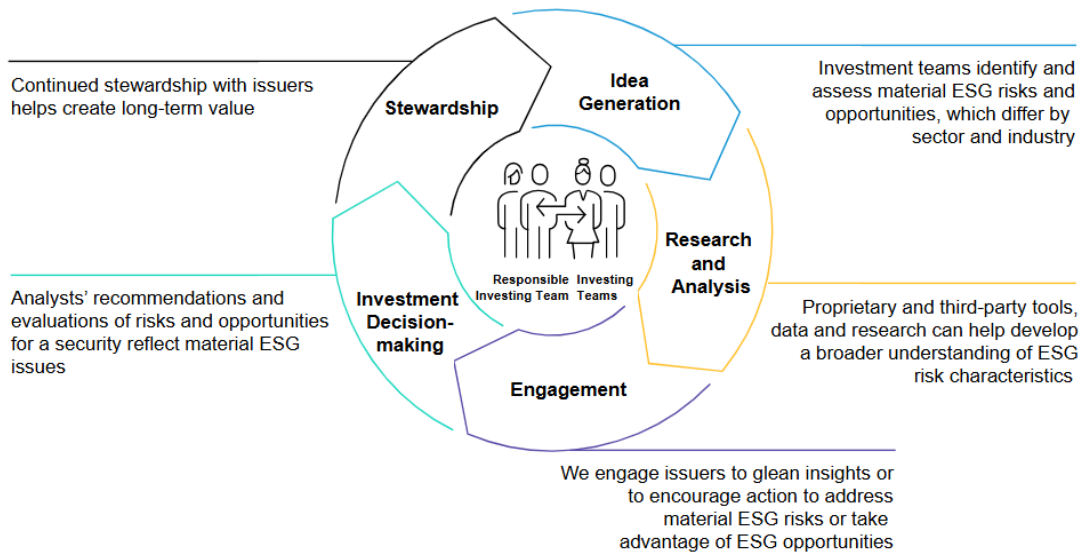 Idea
Generation
Investment teams identify and
assess material ESG risks and
opportunities, which differ by
sector and industry
Research
and
Analysis
Proprietary and third-party tools,
data and research can help develop
a broader understanding of ESG
risk characteristics
Engagement
We engage issuers to glean insights or
to encourage action to address
material ESG risks or take
advantage of ESG opportunities
Investment
Decision-
making
Analysts’ recommendations and
evaluations of risks and opportunities
for a security reflect material ESG
issues
Stewardship
Continued stewardship with issuers
helps create long-term value
Responsible
Investing Team
Investing
Teams